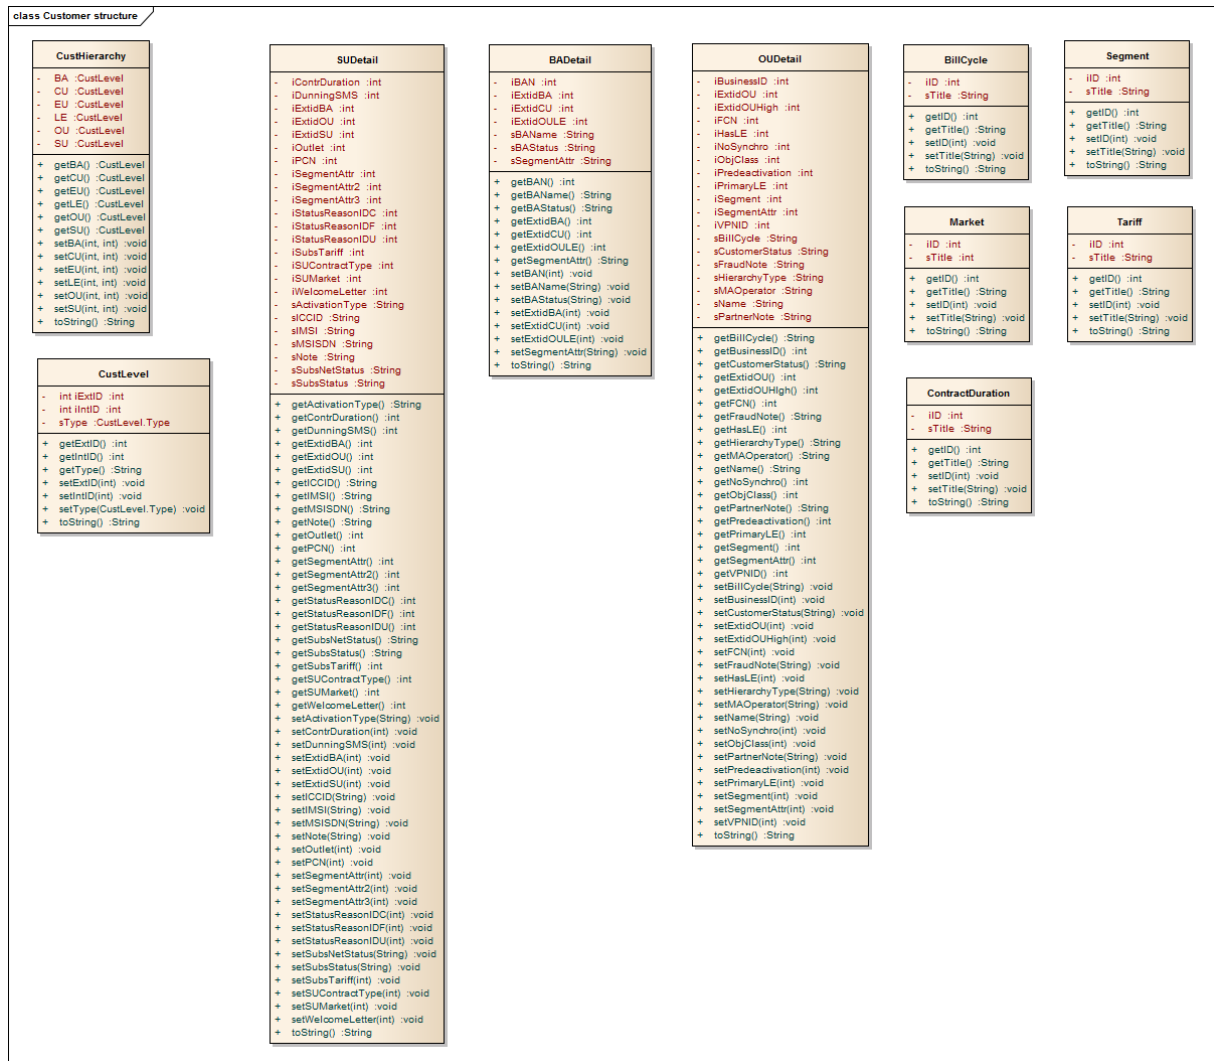 class Customer structure
CustHierarchy
- BA :CustLevel
- CU :CustLevel
- EU :CustLevel
- LE :CustLevel
- OU :CustLevel
- SU :CustLevel
+ getBA() :CustLevel
+ getCU() :CustLevel
+ getEU() :CustLevel
+ getLE() :CustLevel
+ getOU() :CustLevel
+ getSU() :CustLevel
+ setBA(int, int) :void
+ setCU(int, int) :void
+ setEU(int, int) :void
+ setLE(int, int) :void
+ setOU(int, int) :void
+ setSU(int, int) :void
+ toString() :String
CustLevel
- int iExtID :int
- int iIntID :int
- sType :CustLevel.Type
+ getExtID() :int
+ getIntID() :int
+ getType() :String
+ setExtID(int) :void
+ setIntID(int) :void
+ setType(CustLevel.Type) :void
+ toString() :String
SUDetail
- iContrDuration :int
- iDunningSMS :int
- iExtidBA :int
- iExtidOU :int
- iExtidSU :int
- iOutlet :int
- iPCN :int
- iSegmentAttr :int
- iSegmentAttr2 :int
- iSegmentAttr3 :int
- iStatusReasonIDC :int
- iStatusReasonIDF :int
- iStatusReasonIDU :int
- iSubsTariff :int
- iSUContractType :int
- iSUMarket :int
- iWelcomeLetter :int
- sActivationType :String
- sICCID :String
- sIMSI :String
- sMSISDN :String
- sNote :String
- sSubsNetStatus :String
- sSubsStatus :String
+ getActivationType() :String
+ getContrDuration() :int
+ getDunningSMS() :int
+ getExtidBA() :int
+ getExtidOU() :int
+ getExtidSU() :int
+ getICCID() :String
+ getIMSI() :String
+ getMSISDN() :String
+ getNote() :String
+ getOutlet() :int
+ getPCN() :int
+ getSegmentAttr() :int
+ getSegmentAttr2() :int
+ getSegmentAttr3() :int
+ getStatusReasonIDC() :int
+ getStatusReasonIDF() :int
+ getStatusReasonIDU() :int
+ getSubsNetStatus() :String
+ getSubsStatus() :String
+ getSubsTariff() :int
+ getSUContractType() :int
+ getSUMarket() :int
+ getWelcomeLetter() :int
+ setActivationType(String) :void
+ setContrDuration(int) :void
+ setDunningSMS(int) :void
+ setExtidBA(int) :void
+ setExtidOU(int) :void
+ setExtidSU(int) :void
+ setICCID(String) :void
+ setIMSI(String) :void
+ setMSISDN(String) :void
+ setNote(String) :void
+ setOutlet(int) :void
+ setPCN(int) :void
+ setSegmentAttr(int) :void
+ setSegmentAttr2(int) :void
+ setSegmentAttr3(int) :void
+ setStatusReasonIDC(int) :void
+ setStatusReasonIDF(int) :void
+ setStatusReasonIDU(int) :void
+ setSubsNetStatus(String) :void
+ setSubsStatus(String) :void
+ setSubsTariff(int) :void
+ setSUContractType(int) :void
+ setSUMarket(int) :void
+ setWelcomeLetter(int) :void
+ toString() :String
BADetail
- iBAN :int
- iExtidBA :int
- iExtidCU :int
- iExtidOULE :int
- sBAName :String
- sBAStatus :String
- sSegmentAttr :String
+ getBAN() :int
+ getBAName() :String
+ getBAStatus() :String
+ getExtidBA() :int
+ getExtidCU() :int
+ getExtidOULE() :int
+ getSegmentAttr() :String
+ setBAN(int) :void
+ setBAName(String) :void
+ setBAStatus(String) :void
+ setExtidBA(int) :void
+ setExtidCU(int) :void
+ setExtidOULE(int) :void
+ setSegmentAttr(String) :void
+ toString() :String
OUDetail
- iBusinessID :int
- iExtidOU :int
- iExtidOUHigh :int
- iFCN :int
- iHasLE :int
- iNoSynchro :int
- iObjClass :int
- iPredeactivation :int
- iPrimaryLE :int
- iSegment :int
- iSegmentAttr :int
- iVPNID :int
- sBillCycle :String
- sCustomerStatus :String
- sFraudNote :String
- sHierarchyType :String
- sMAOperator :String
- sName :String
- sPartnerNote :String
+ getBillCycle() :String
+ getBusinessID() :int
+ getCustomerStatus() :String
+ getExtidOU() :int
+ getExtidOUHigh() :int
+ getFCN() :int
+ getFraudNote() :String
+ getHasLE() :int
+ getHierarchyType() :String
+ getMAOperator() :String
+ getName() :String
+ getNoSynchro() :int
+ getObjClass() :int
+ getPartnerNote() :String
+ getPredeactivation() :int
+ getPrimaryLE() :int
+ getSegment() :int
+ getSegmentAttr() :int
+ getVPNID() :int
+ setBillCycle(String) :void
+ setBusinessID(int) :void
+ setCustomerStatus(String) :void
+ setExtidOU(int) :void
+ setExtidOUHigh(int) :void
+ setFCN(int) :void
+ setFraudNote(String) :void
+ setHasLE(int) :void
+ setHierarchyType(String) :void
+ setMAOperator(String) :void
+ setName(String) :void
+ setNoSynchro(int) :void
+ setObjClass(int) :void
+ setPartnerNote(String) :void
+ setPredeactivation(int) :void
+ setPrimaryLE(int) :void
+ setSegment(int) :void
+ setSegmentAttr(int) :void
+ setVPNID(int) :void
+ toString() :String
BillCycle
- iID :int
- sTitle :String
+ getID() :int
+ getTitle() :String
+ setID(int) :void
+ setTitle(String) :void
+ toString() :String
Segment
- iID :int
- sTitle :String
+ getID() :int
+ getTitle() :String
+ setID(int) :void
+ setTitle(String) :void
+ toString() :String
Market
- iID :int
- sTitle :int
+ getID() :int
+ getTitle() :String
+ setID(int) :void
+ setTitle(String) :void
+ toString() :String
Tariff
- iID :int
- sTitle :String
+ getID() :int
+ getTitle() :String
+ setID(int) :void
+ setTitle(String) :void
+ toString() :String
ContractDuration
- iID :int
- sTitle :String
+ getID() :int
+ getTitle() :String
+ setID(int) :void
+ setTitle(String) :void
+ toString() :String